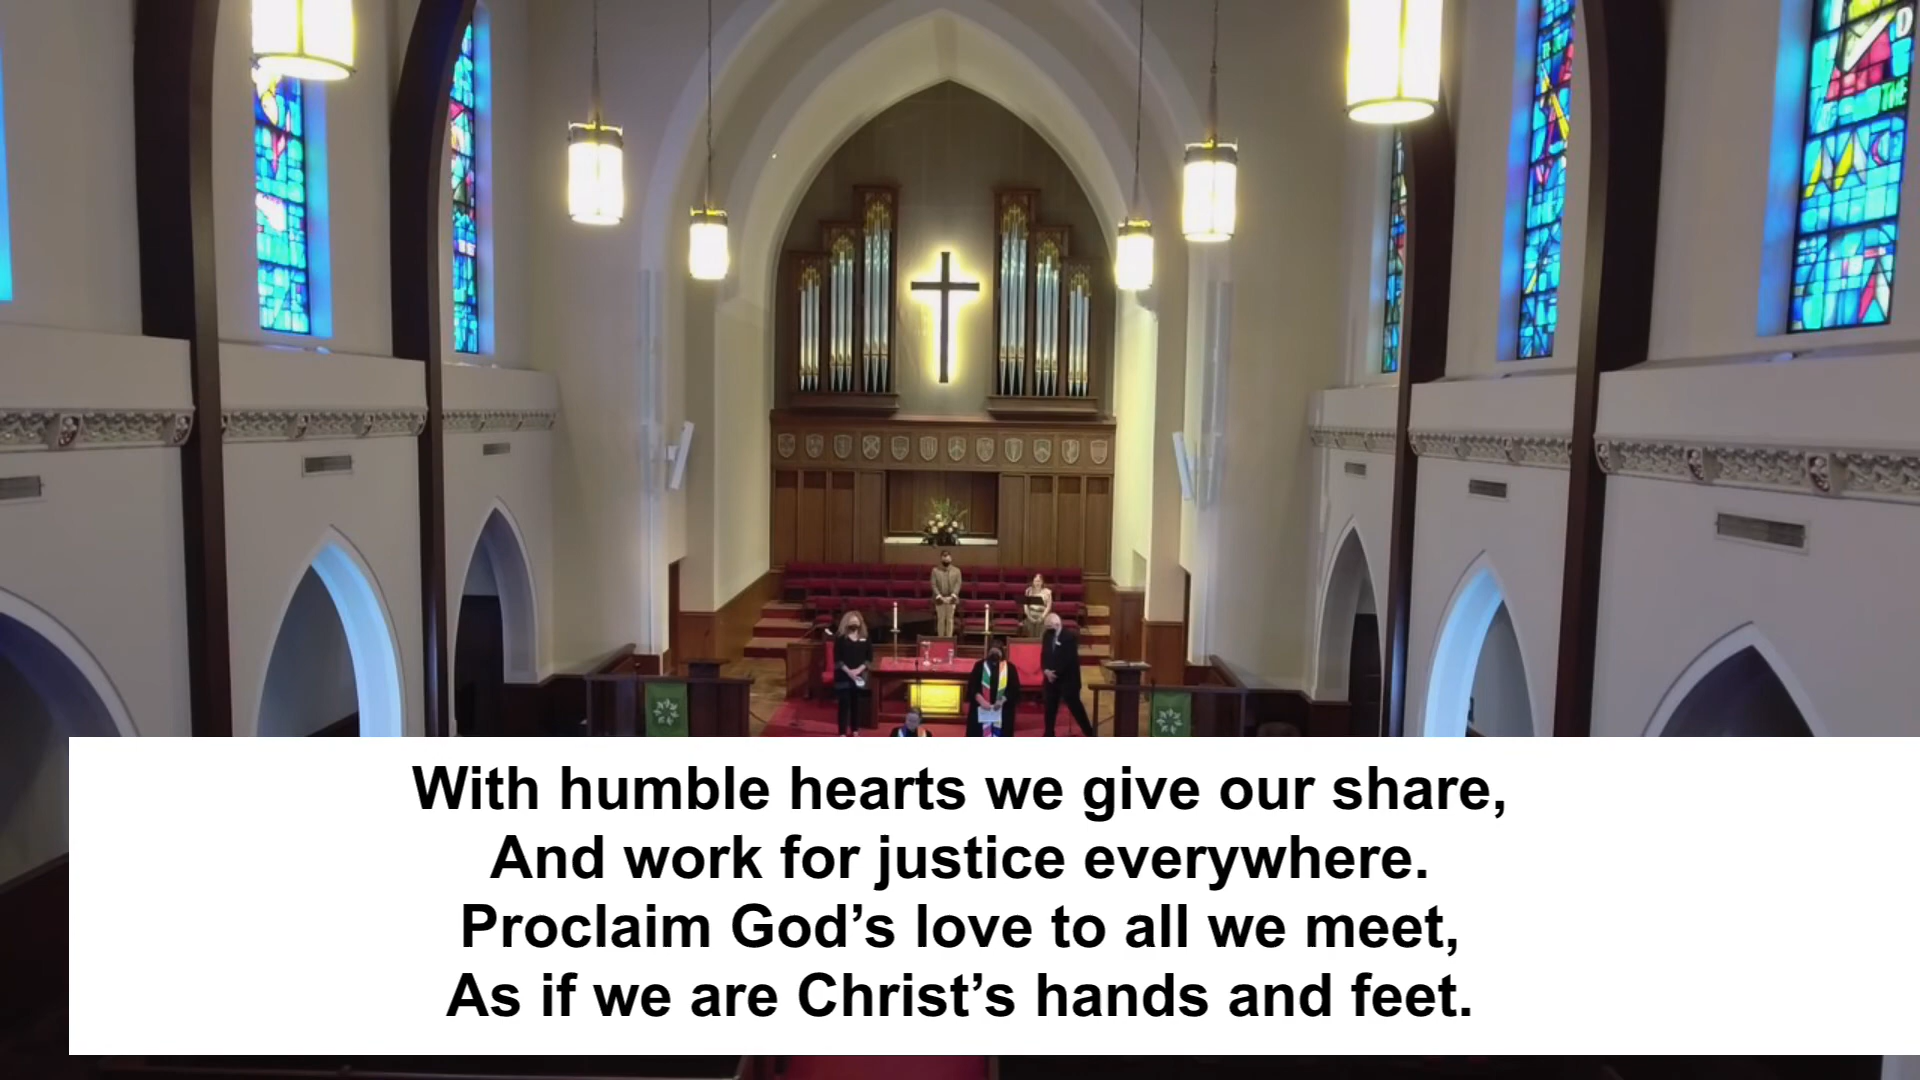 With humble hearts we give our share,
And work for justice everywhere.
Proclaim God’s love to all we meet,
As if we are Christ’s hands and feet.
THE